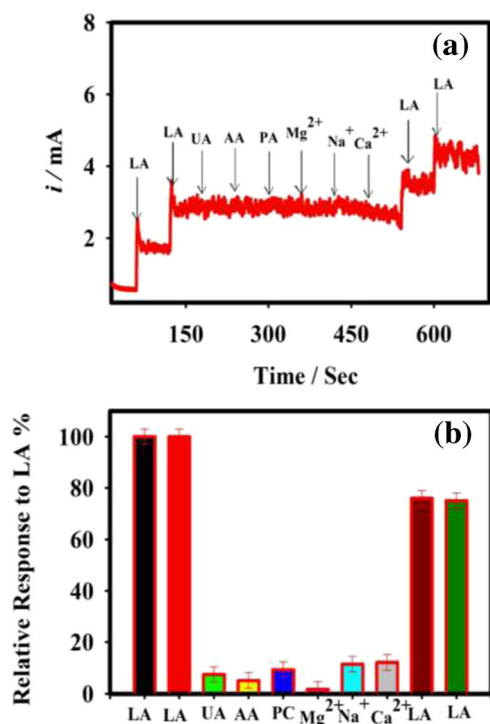 (a)
8
6
4
2
i / mA
LA
LA
UA
AA
PA
Mg²⁺
Na⁺
Ca²⁺
LA
LA
150 300 450 600
Time / Sec
(b)
100
80
60
40
20
0
Relative Response to LA %
LA LA UA AA PC Mg²⁺ Na⁺ Ca²⁺ LA LA